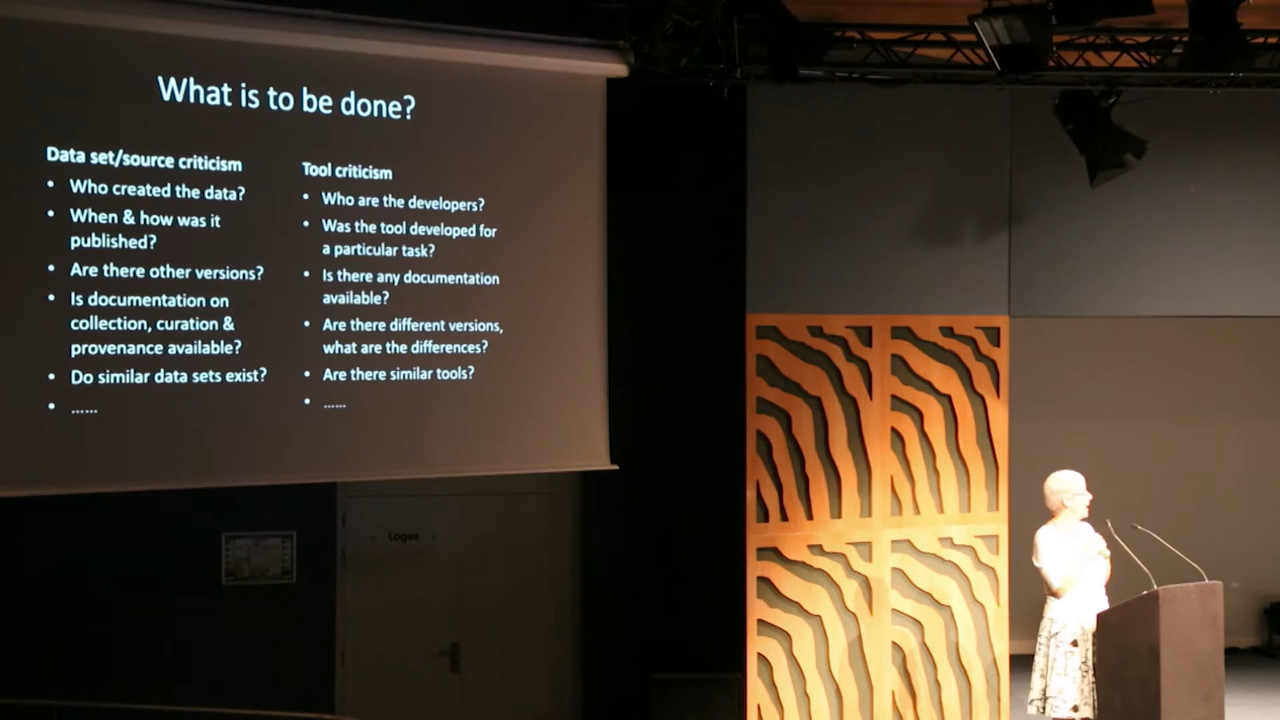 What is to be done?
Data set/source criticism
• Who created the data?
• When & how was it
published?
• Are there other versions?
• Is documentation on
collection, curation &
provenance available?
• Do similar data sets exist?
• ......
Tool criticism
• Who are the developers?
• Was the tool developed for
a particular task?
• Is there any documentation
available?
• Are there different versions,
what are the differences?
• Are there similar tools?
• ......
Loges